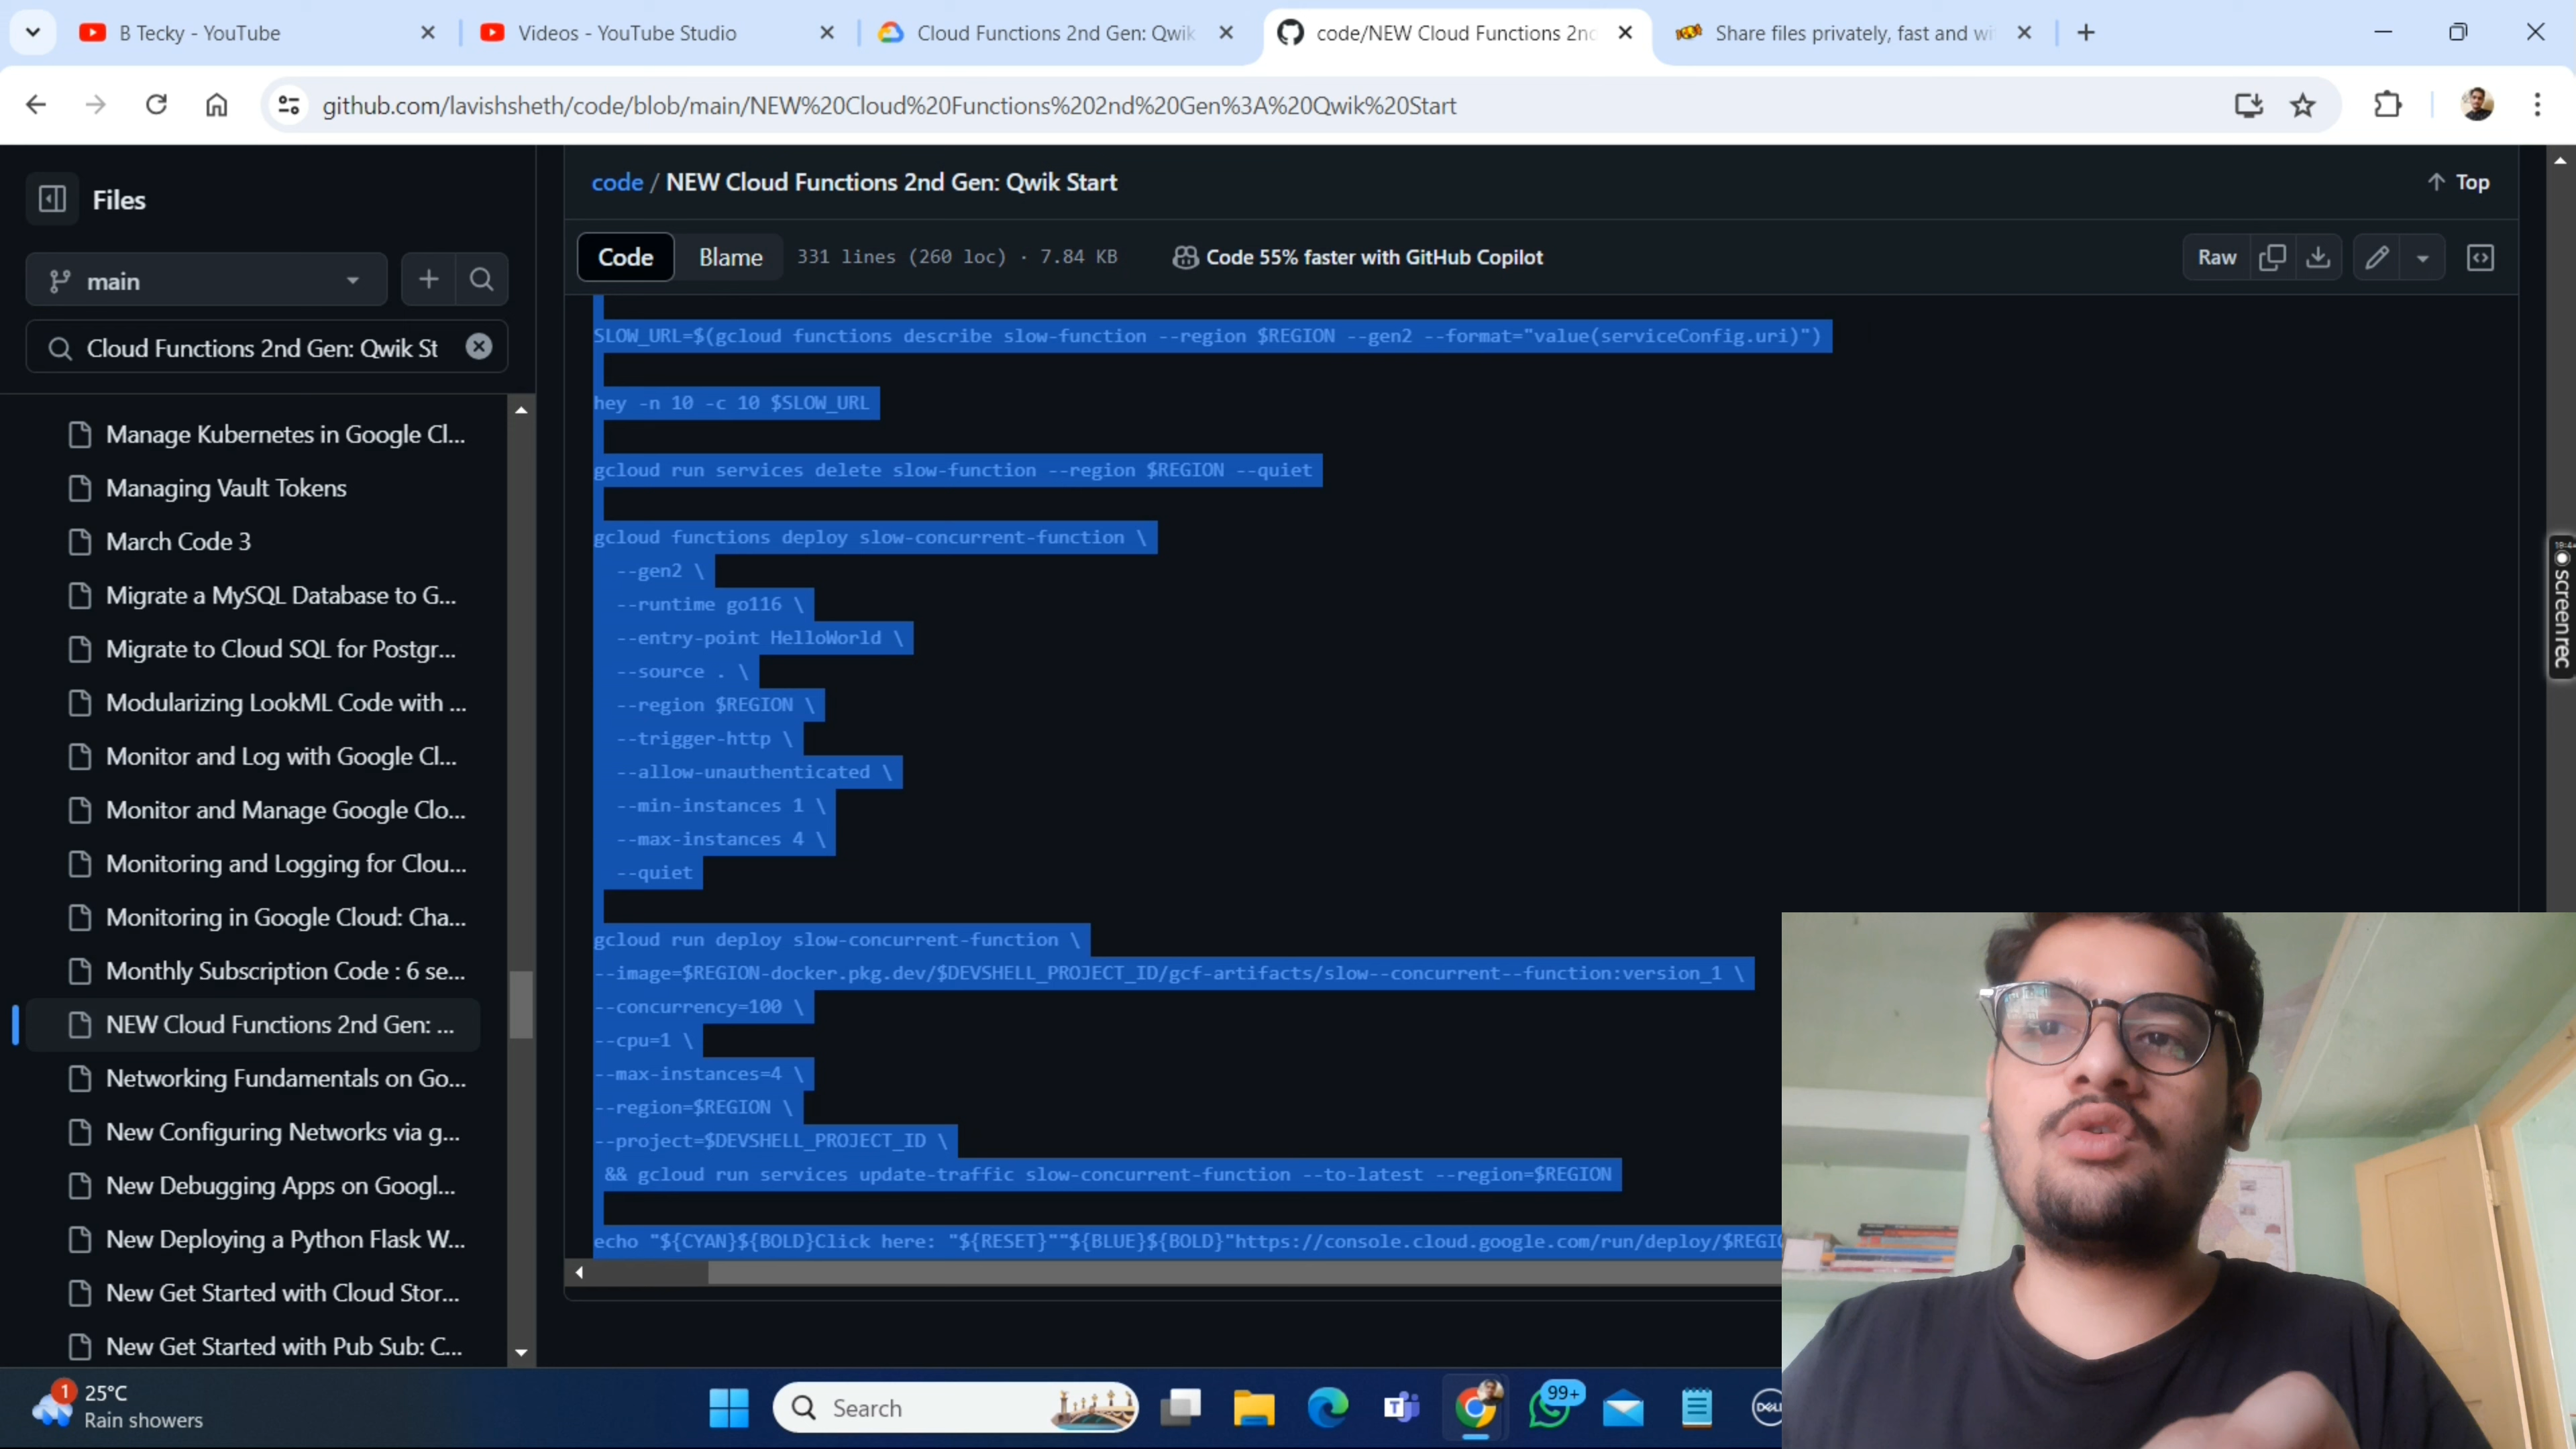 B Tecky - YouTube
Videos - YouTube Studio
Cloud Functions 2nd Gen: Qwik
code/NEW Cloud Functions 2nd
Share files privately, fast and wi
github.com/lavishsheth/code/blob/main/NEW%20Cloud%20Functions%202nd%20Gen%3A%20Qwik%20Start
Files
main
Cloud Functions 2nd Gen: Qwik St
Manage Kubernetes in Google Cl...
Managing Vault Tokens
March Code 3
Migrate a MySQL Database to G...
Migrate to Cloud SQL for Postgr...
Modularizing LookML Code with ...
Monitor and Log with Google Cl...
Monitor and Manage Google Clo...
Monitoring and Logging for Clou...
Monitoring in Google Cloud: Cha...
Monthly Subscription Code : 6 se...
NEW Cloud Functions 2nd Gen: ...
Networking Fundamentals on Go...
New Configuring Networks via g...
New Debugging Apps on Googl...
New Deploying a Python Flask W...
New Get Started with Cloud Stor...
New Get Started with Pub Sub: C...
code / NEW Cloud Functions 2nd Gen: Qwik Start
Top
Code
Blame
331 lines (260 loc) · 7.84 KB
Code 55% faster with GitHub Copilot
Raw
SLOW_URL=$(gcloud functions describe slow-function --region $REGION --gen2 --format="value(serviceConfig.uri)")
hey -n 10 -c 10 $SLOW_URL
gcloud run services delete slow-function --region $REGION --quiet
gcloud functions deploy slow-concurrent-function \
--gen2 \
--runtime go116 \
--entry-point HelloWorld \
--source . \
--region $REGION \
--trigger-http \
--allow-unauthenticated \
--min-instances 1 \
--max-instances 4 \
--quiet
gcloud run deploy slow-concurrent-function \
--image=$REGION-docker.pkg.dev/$DEVSHELL_PROJECT_ID/gcf-artifacts/slow--concurrent--function:version_1 \
--concurrency=100 \
--cpu=1 \
--max-instances=4 \
--region=$REGION \
--project=$DEVSHELL_PROJECT_ID \
&& gcloud run services update-traffic slow-concurrent-function --to-latest --region=$REGION
echo "${CYAN}${BOLD}Click here: "${RESET}""${BLUE}${BOLD}"https://console.cloud.google.com/run/deploy/$REGI
screenrec
1
25°C
Rain showers
Search
99+
DELL